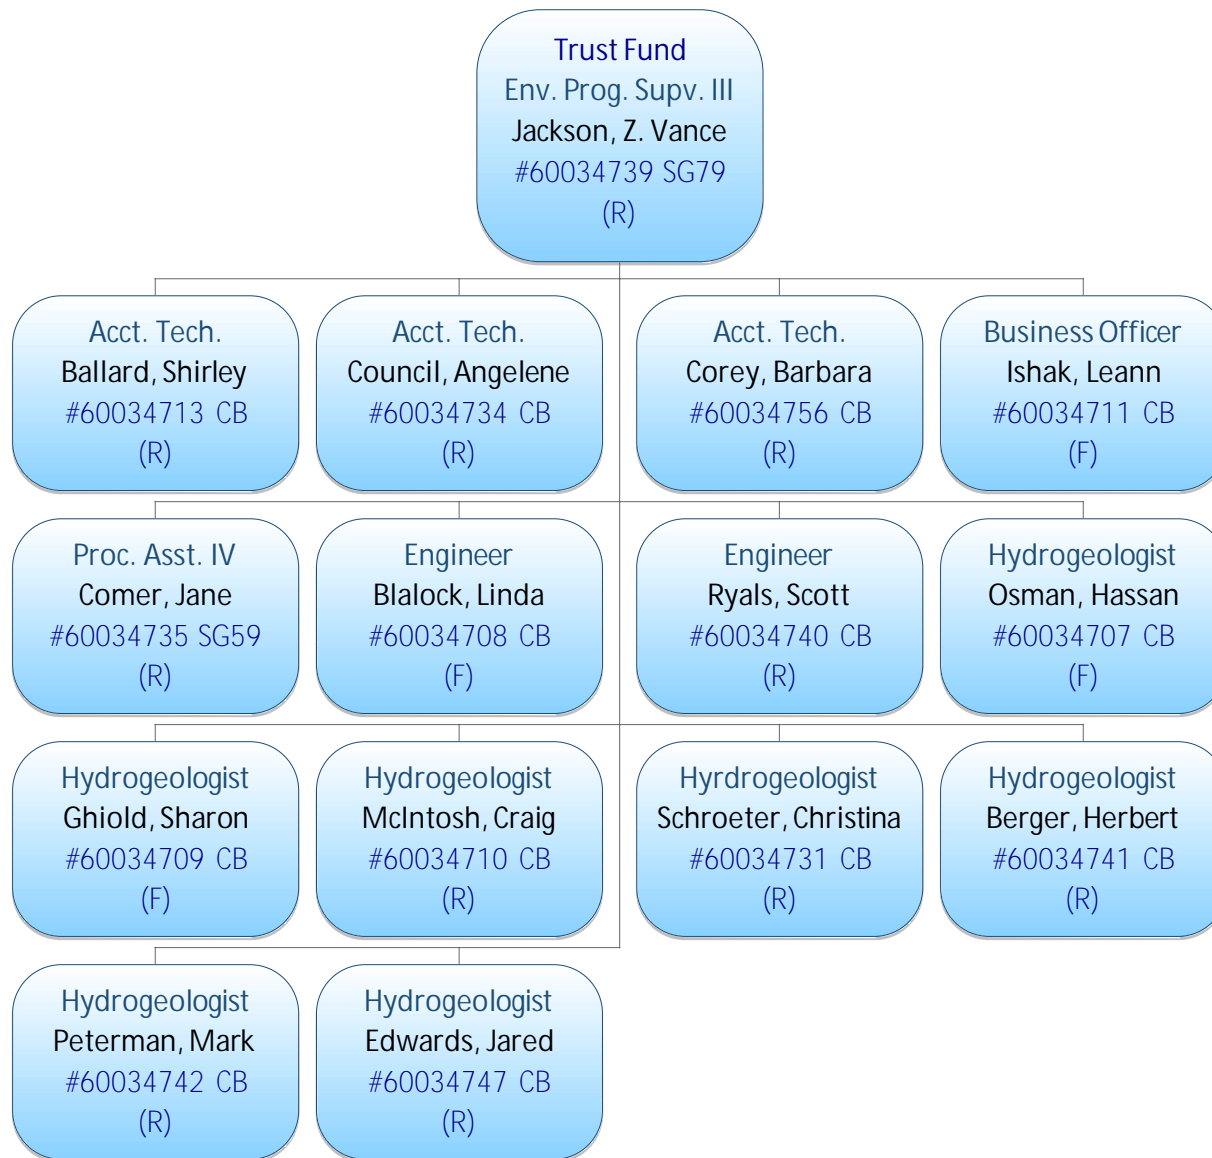 Trust Fund
Env. Prog. Supv. III
Jackson, Z. Vance
#60034739 SG79
(R)
Acct. Tech.
Ballard, Shirley
#60034713 CB
(R)
Acct. Tech.
Council, Angelene
#60034734 CB
(R)
Acct. Tech.
Corey, Barbara
#60034756 CB
(R)
Business Officer
Ishak, Leann
#60034711 CB
(F)
Proc. Asst. IV
Comer, Jane
#60034735 SG59
(R)
Engineer
Blalock, Linda
#60034708 CB
(F)
Engineer
Ryals, Scott
#60034740 CB
(R)
Hydrogeologist
Osman, Hassan
#60034707 CB
(F)
Hydrogeologist
Ghiold, Sharon
#60034709 CB
(F)
Hydrogeologist
McIntosh, Craig
#60034710 CB
(R)
Hyrdrogeologist
Schroeter, Christina
#60034731 CB
(R)
Hydrogeologist
Berger, Herbert
#60034741 CB
(R)
Hydrogeologist
Peterman, Mark
#60034742 CB
(R)
Hydrogeologist
Edwards, Jared
#60034747 CB
(R)